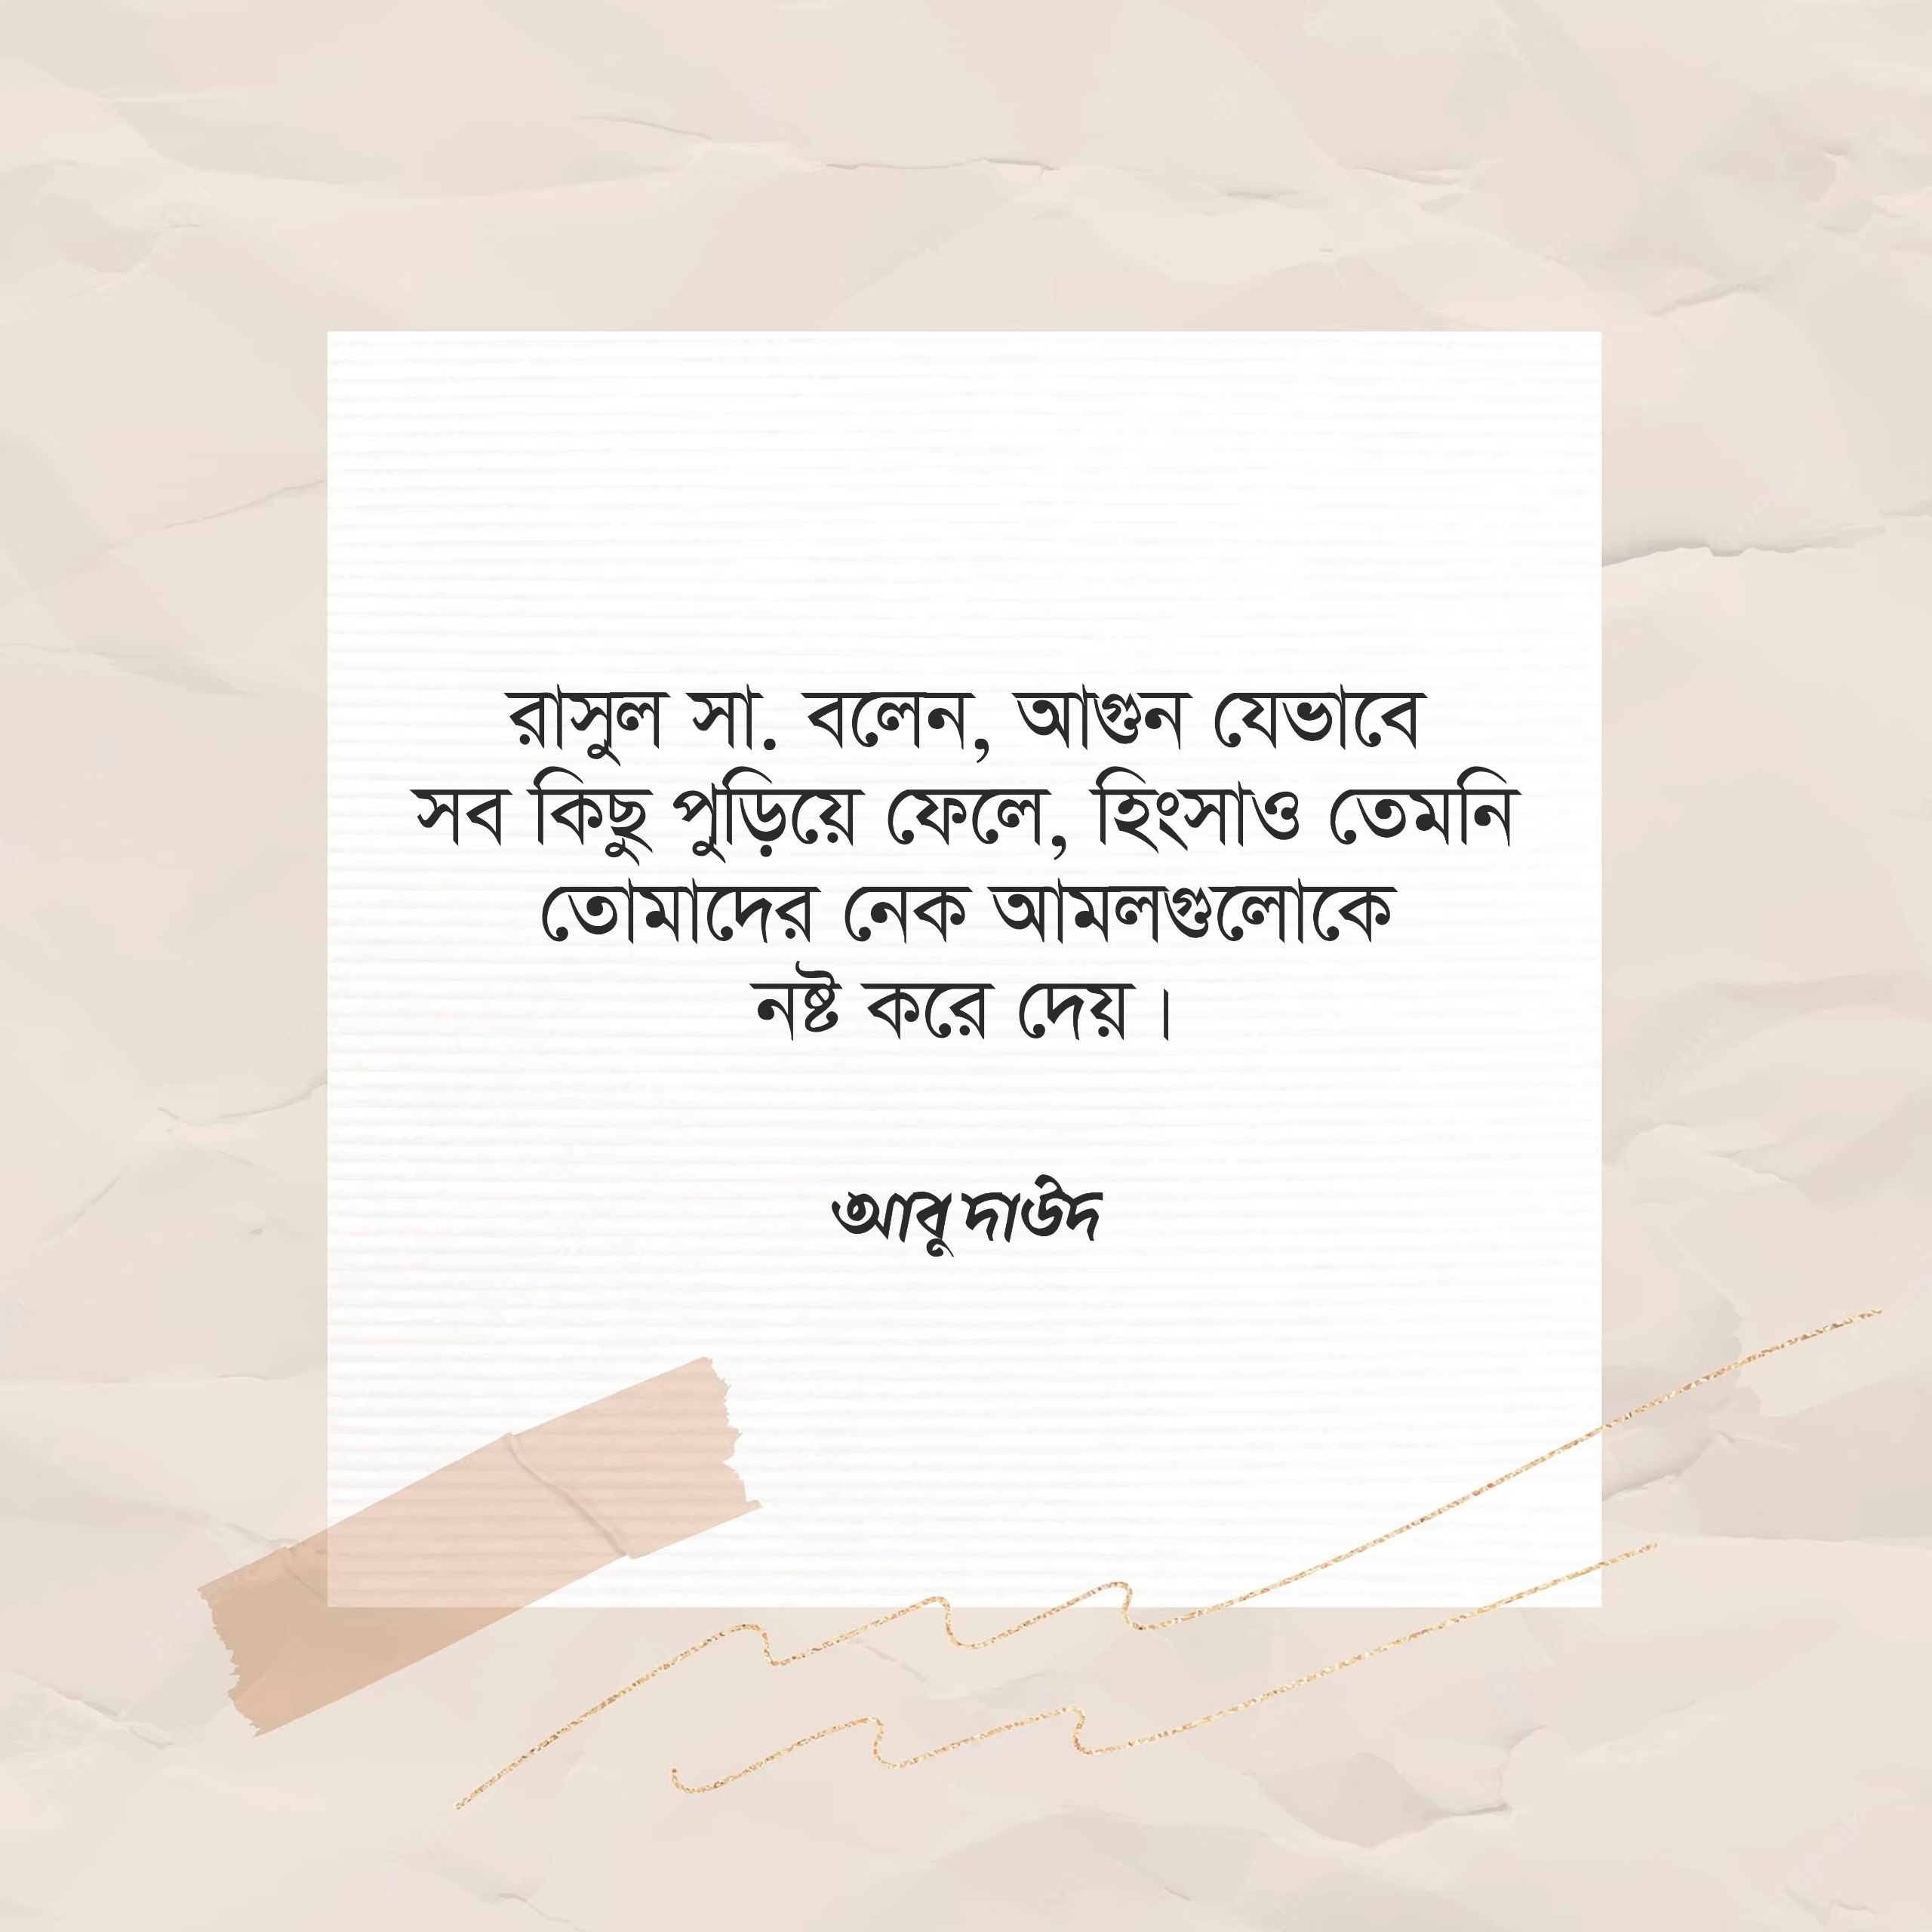 রাসুল সা. বলেন, আগুন যেভাবে
সব কিছু পুড়িয়ে ফেলে, হিংসাও তেমনি
তোমাদের নেক আমলগুলোকে
নষ্ট করে দেয়।
আবু দাউদ